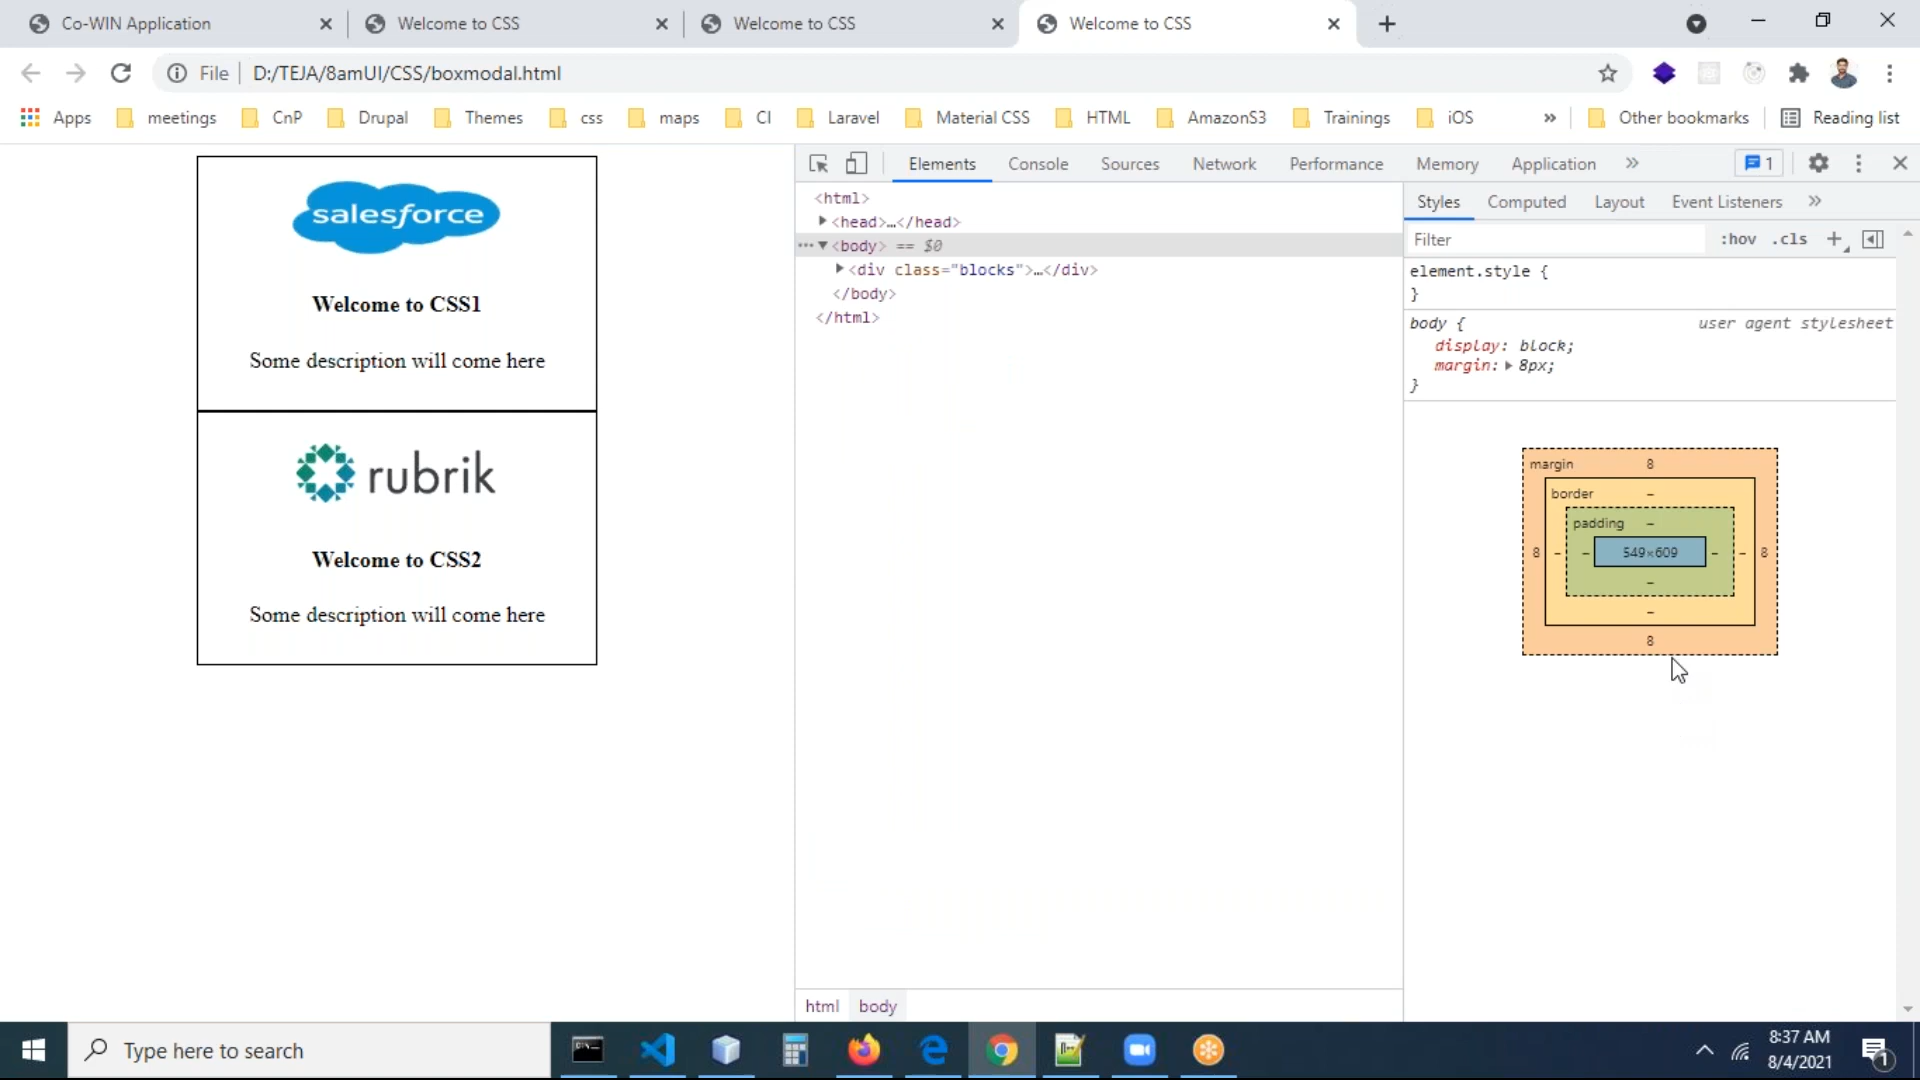 Co-WIN Application
Welcome to CSS
Welcome to CSS
Welcome to CSS
File
D:/TEJA/8amUI/CSS/boxmodal.html
Apps
meetings
CnP
Drupal
Themes
css
maps
CI
Laravel
Material CSS
HTML
AmazonS3
Trainings
iOS
»
Other bookmarks
Reading list
salesforce
Welcome to CSS1
Some description will come here
rubrik
Welcome to CSS2
Some description will come here
Elements
Console
Sources
Network
Performance
Memory
Application
»
1
<html>
<head>…</head>
<body> == $0
<div class="blocks">…</div>
</body>
</html>
html
body
Styles
Computed
Layout
Event Listeners
»
Filter
:hov
.cls
+
element.style {
}
body {
user agent stylesheet
display: block;
margin: 8px;
}
margin
8
border
–
padding
–
8
–
–
549×609
–
–
8
–
–
8
Type here to search
8:37 AM
8/4/2021
1